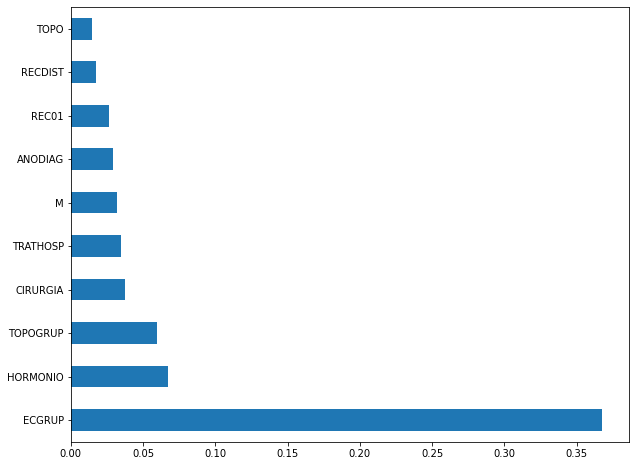 TOPO
RECDIST
REC01
ANODIAG
M
TRATHOSP
CIRURGIA
TOPOGRUP
HORMONIO
ECGRUP
0.00 0.05 0.10 0.15 0.20 0.25 0.30 0.35